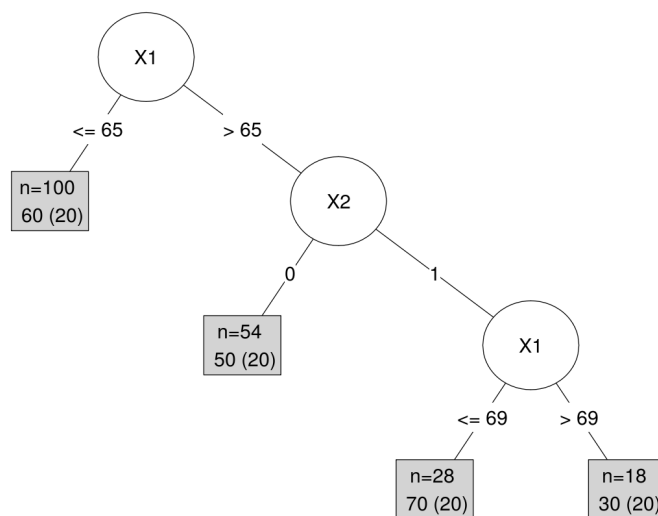 X1
<= 65
> 65
n=100
60 (20)
X2
0
1
n=54
50 (20)
X1
<= 69
> 69
n=28
70 (20)
n=18
30 (20)